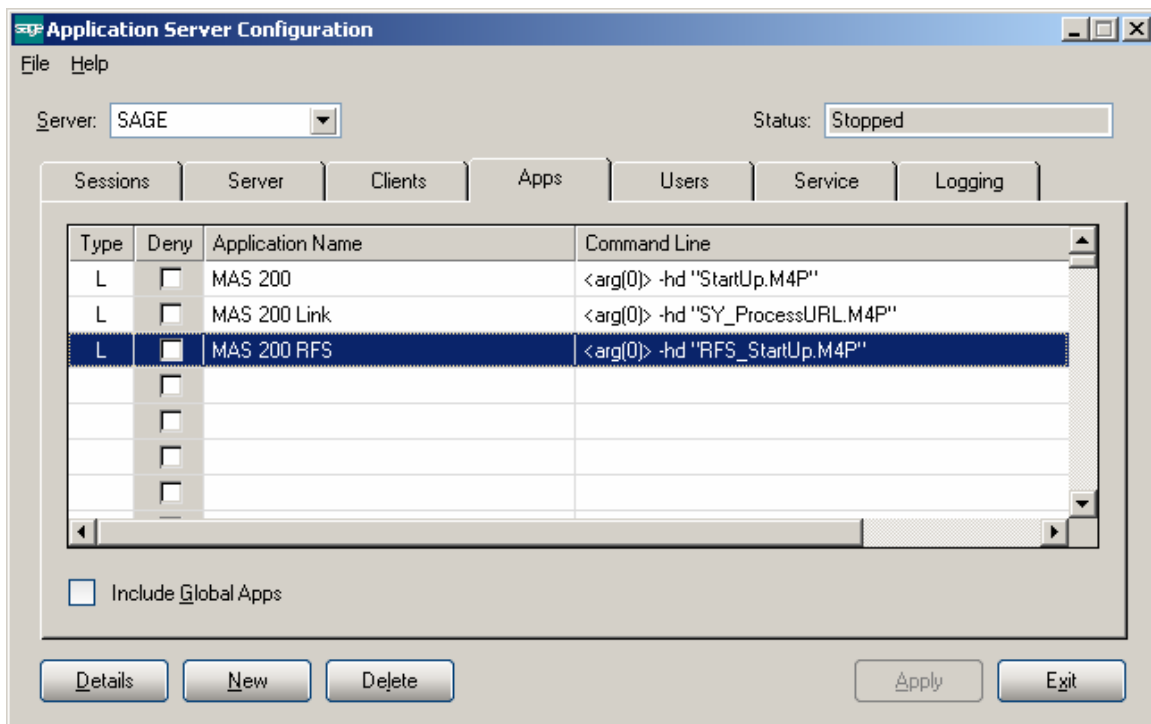 sage Application Server Configuration
File Help
Server: SAGE Status: Stopped
Sessions Server Clients Apps Users Service Logging
Type Deny Application Name Command Line
L MAS 200 <arg(0)> -hd "StartUp.M4P"
L MAS 200 Link <arg(0)> -hd "SY_ProcessURL.M4P"
L MAS 200 RFS <arg(0)> -hd "RFS_StartUp.M4P"
Include Global Apps
Details New Delete Apply Exit